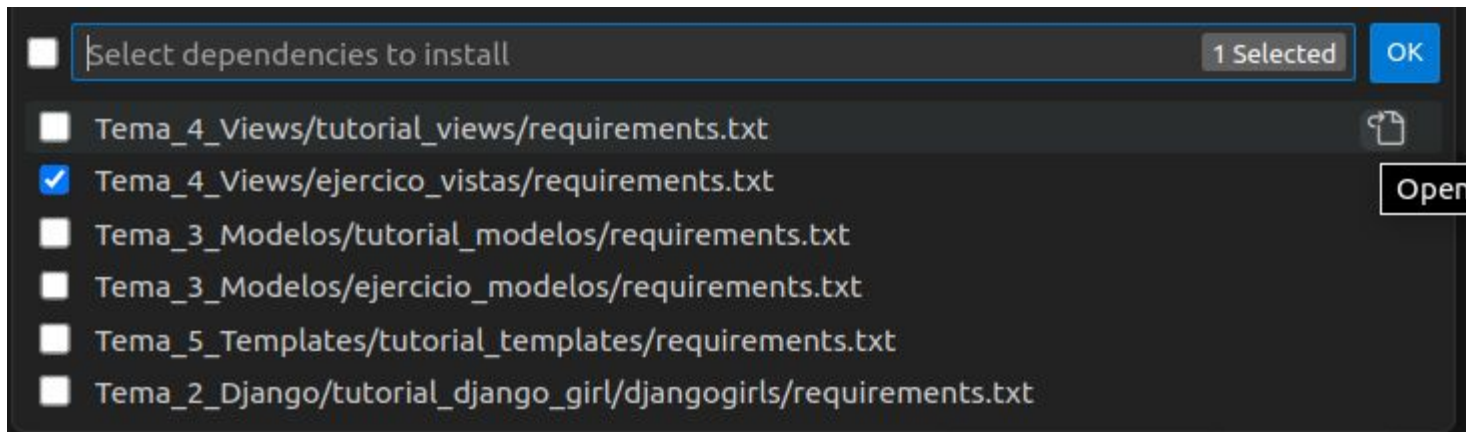 Select dependencies to install 1 Selected OK
Tema_4_Views/tutorial_views/requirements.txt
Tema_4_Views/ejercico_vistas/requirements.txt
Open
Tema_3_Modelos/tutorial_modelos/requirements.txt
Tema_3_Modelos/ejercicio_modelos/requirements.txt
Tema_5_Templates/tutorial_templates/requirements.txt
Tema_2_Django/tutorial_django_girl/djangogirls/requirements.txt